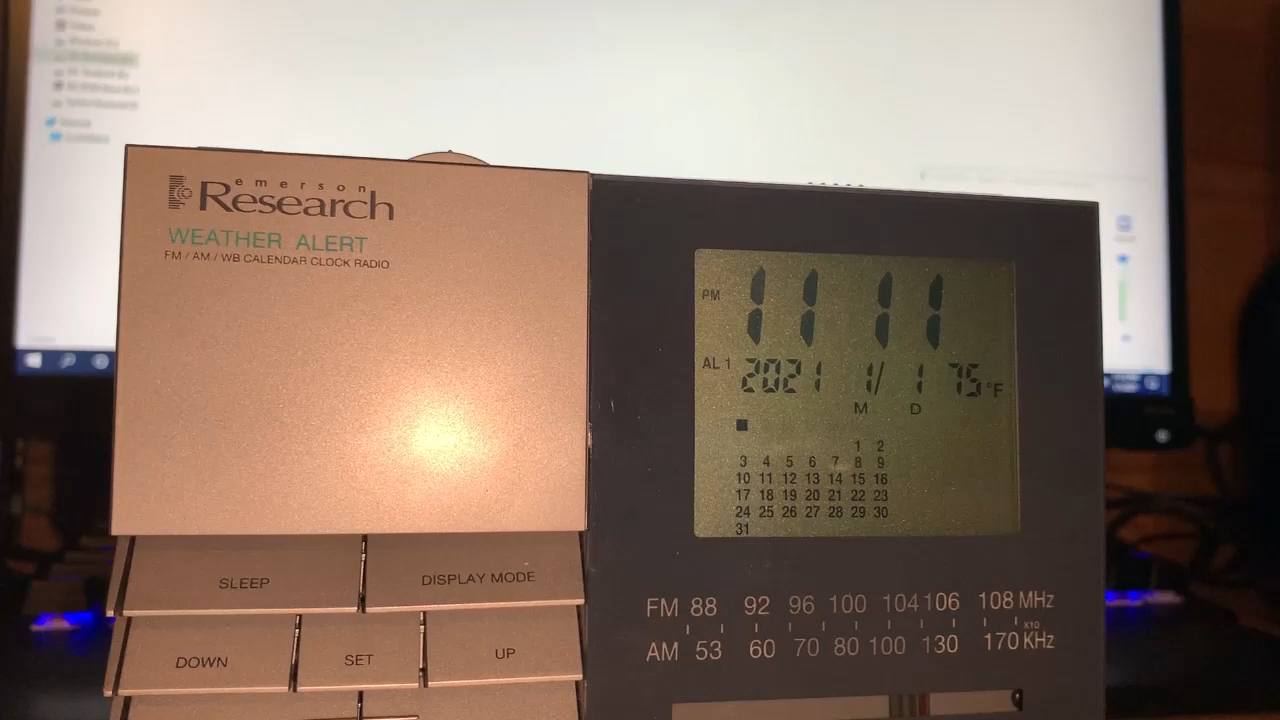 emerson
Research
WEATHER ALERT
FM / AM / WB CALENDAR CLOCK RADIO
PM 11 11
AL 1 2021 1/ 1 75°F
M D
1 2
3 4 5 6 7 8 9
10 11 12 13 14 15 16
17 18 19 20 21 22 23
24 25 26 27 28 29 30
31
SLEEP DISPLAY MODE
DOWN SET UP
FM 88 92 96 100 104 106 108 MHz
x10
AM 53 60 70 80 100 130 170 KHz